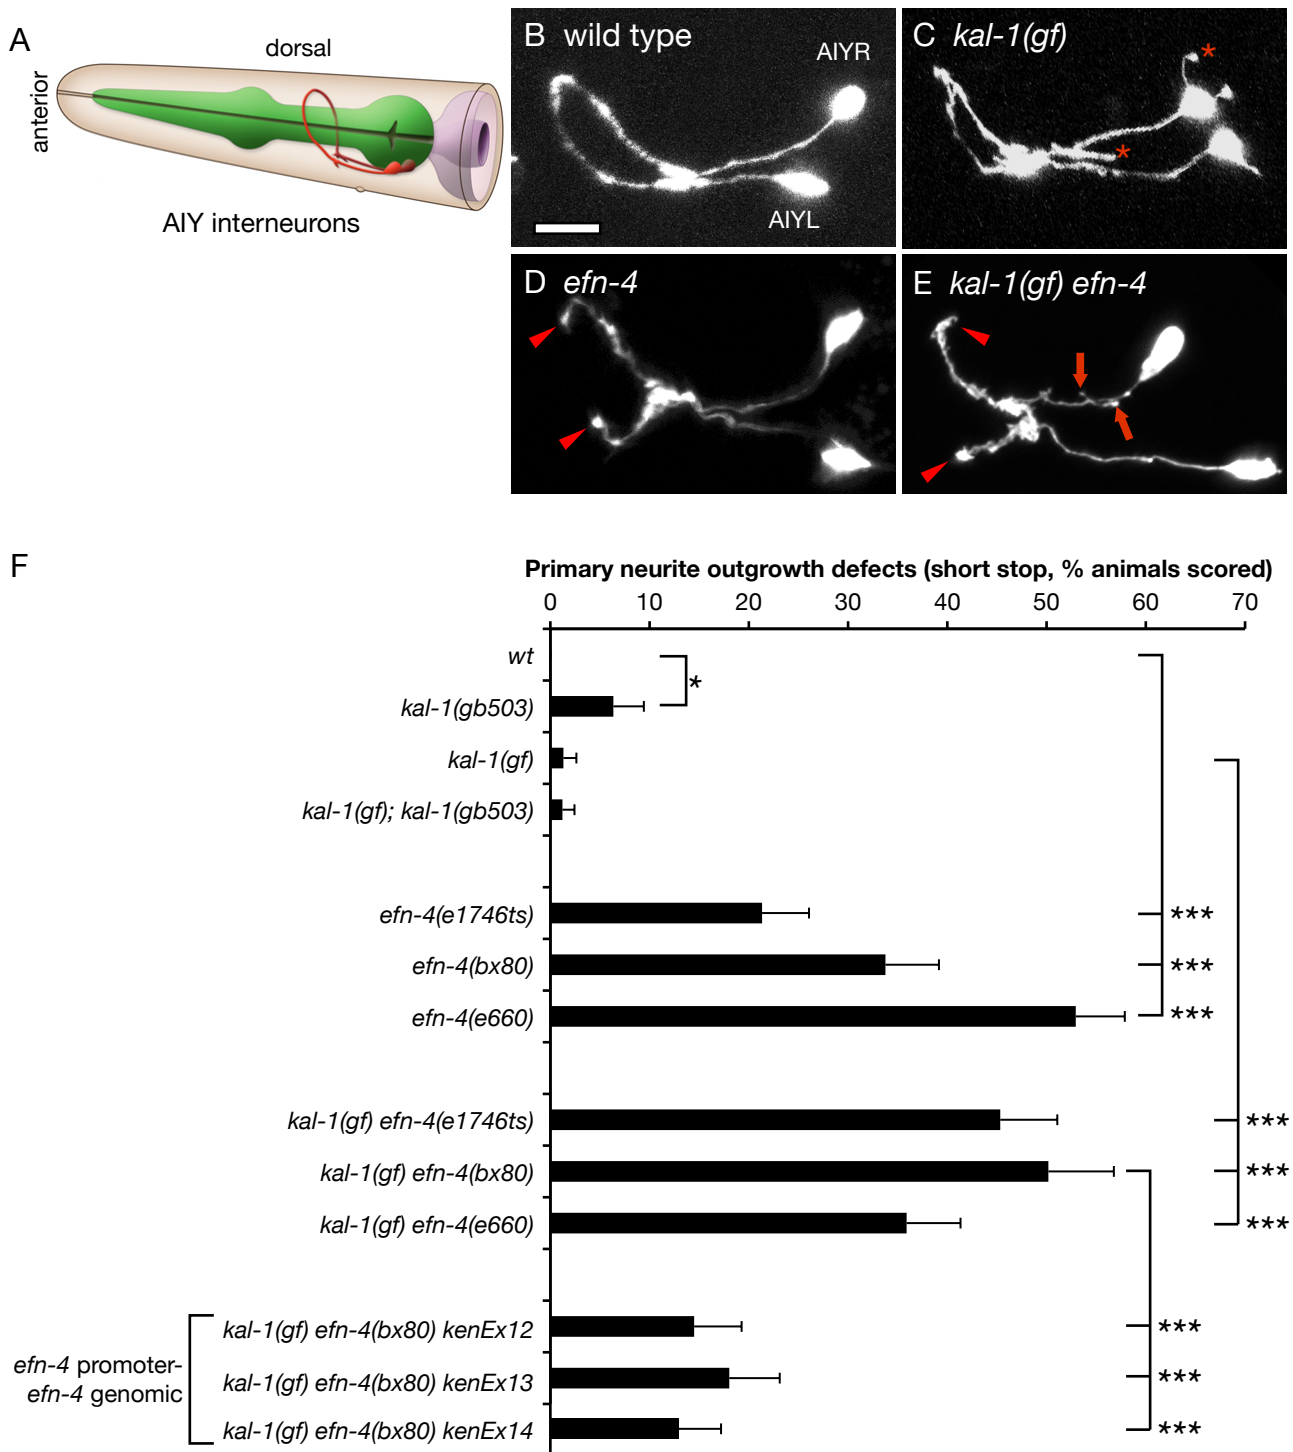 A
dorsal
anterior
AIY interneurons
B wild type
AIYR
AIYL
C kal-1(gf)
*
*
D efn-4
E kal-1(gf) efn-4
F
Primary neurite outgrowth defects (short stop, % animals scored)
0 10 20 30 40 50 60 70
wt
*
kal-1(gb503)
kal-1(gf)
kal-1(gf); kal-1(gb503)
efn-4(e1746ts) ***
efn-4(bx80) ***
efn-4(e660) ***
kal-1(gf) efn-4(e1746ts) ***
kal-1(gf) efn-4(bx80) ***
kal-1(gf) efn-4(e660) ***
efn-4 promoter-
efn-4 genomic
kal-1(gf) efn-4(bx80) kenEx12 ***
kal-1(gf) efn-4(bx80) kenEx13 ***
kal-1(gf) efn-4(bx80) kenEx14 ***